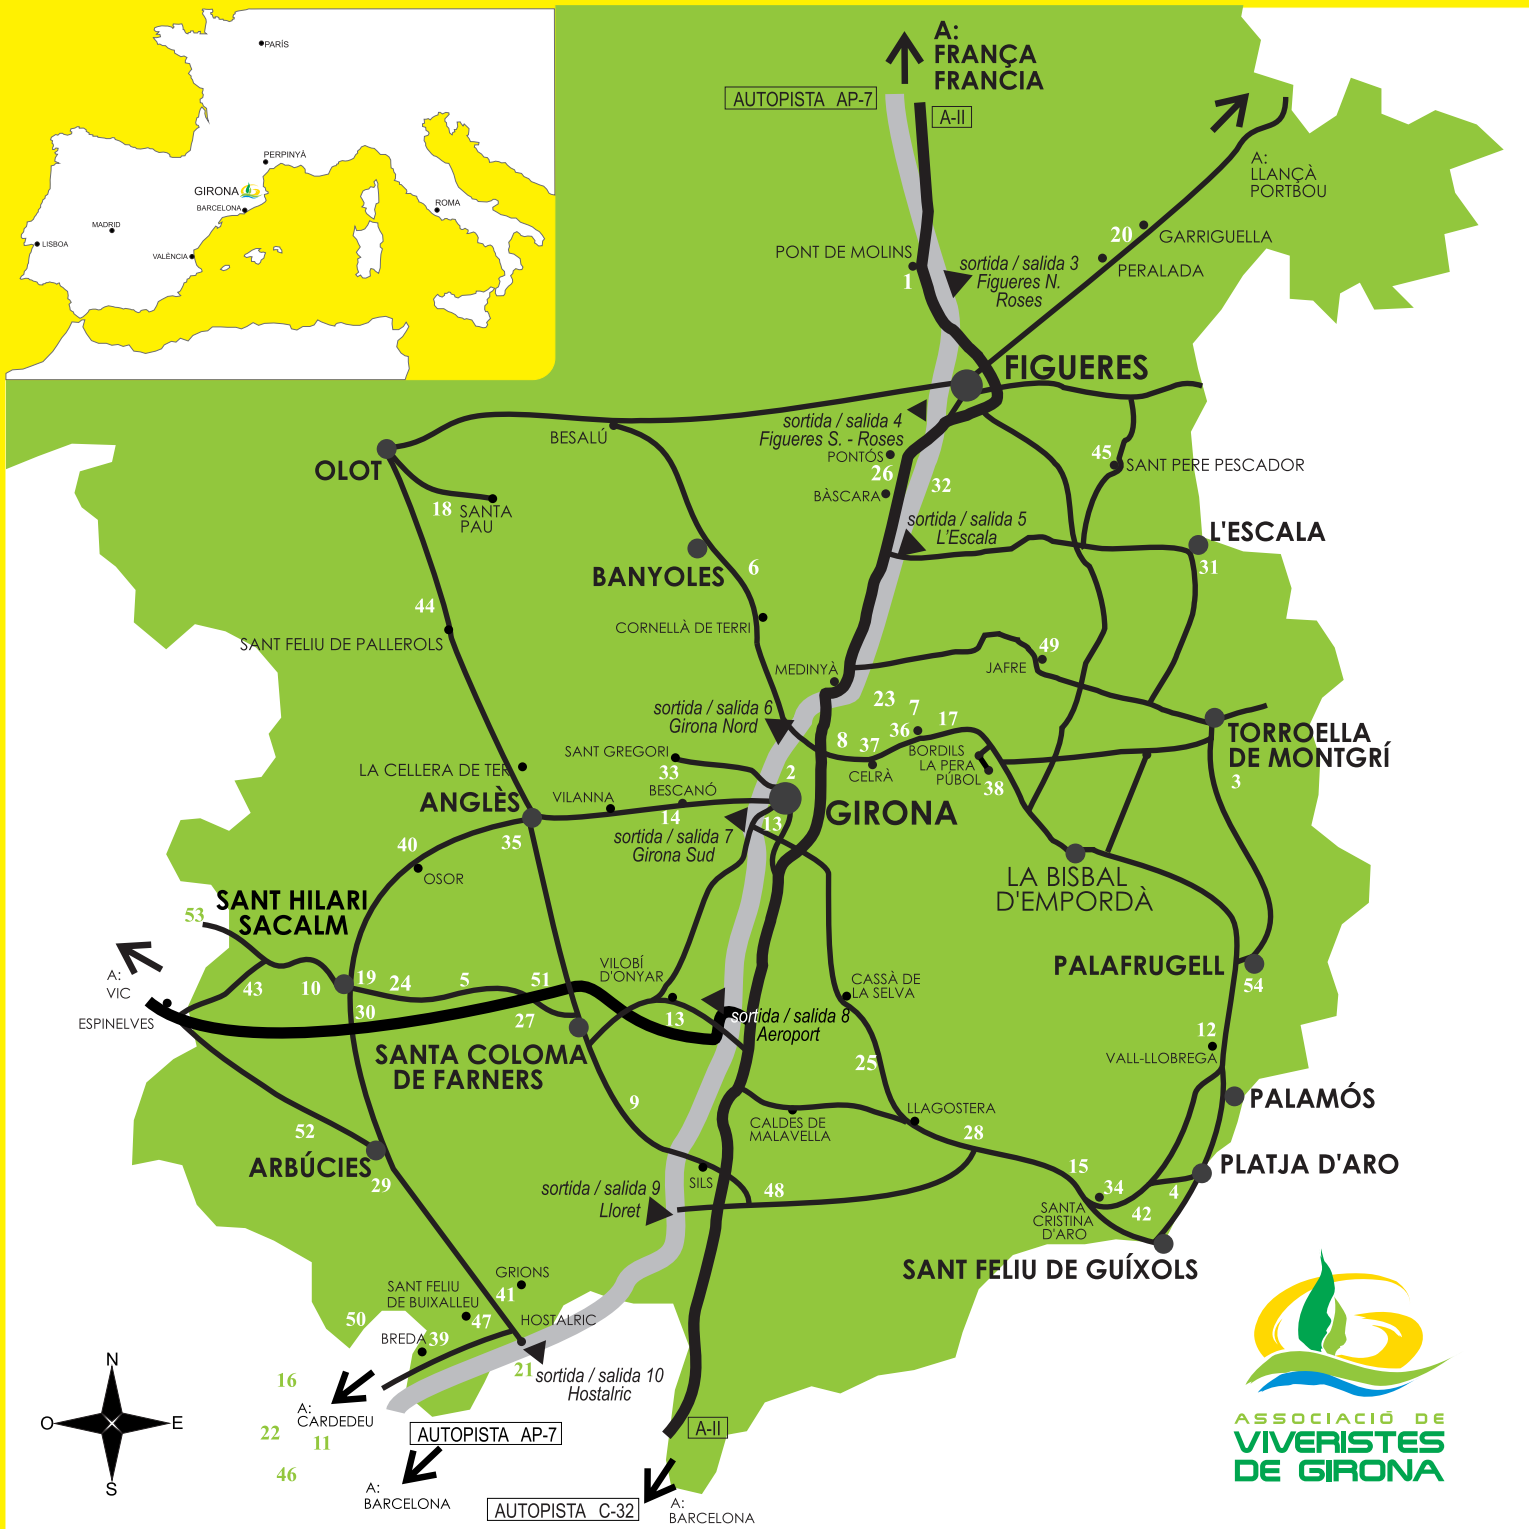 PARÍS
PERPINYÀ
GIRONA
BARCELONA
ROMA
MADRID
LISBOA
VALÈNCIA
A:
FRANÇA
FRANCIA
AUTOPISTA AP-7
A-II
A:
LLANÇÀ
PORTBOU
20
GARRIGUELLA
PERALADA
PONT DE MOLINS
1
sortida / salida 3
Figueres N.
Roses
FIGUERES
sortida / salida 4
Figueres S. - Roses
PONTÓS
26
32
BÀSCARA
BESALÚ
OLOT
18
SANTA
PAU
45
SANT PERE PESCADOR
sortida / salida 5
L'Escala
L'ESCALA
31
BANYOLES
6
44
CORNELLÀ DE TERRI
SANT FELIU DE PALLEROLS
MEDINYÀ
49
JAFRE
sortida / salida 6
Girona Nord
23
7
36
17
8
37
BORDILS
LA PERA
PÚBOL
CELRÀ
38
TORROELLA
DE MONTGRÍ
3
SANT GREGORI
33
2
LA CELLERA DE TER
ANGLÈS
VILANNA
BESCANÓ
14
GIRONA
13
sortida / salida 7
Girona Sud
40
35
OSOR
LA BISBAL
D'EMPORDÀ
SANT HILARI
SACALM
53
A:
VIC
43
10
19
24
5
51
30
27
ESPINELVES
VILOBÍ
D'ONYAR
13
CASSÀ DE
LA SELVA
PALAFRUGELL
54
sortida / salida 8
Aeroport
SANTA COLOMA
DE FARNERS
25
12
VALL-LLOBREGA
PALAMÓS
9
CALDES DE
MALAVELLA
LLAGOSTERA
28
52
ARBÚCIES
29
PLATJA D'ARO
15
34
4
42
SANTA
CRISTINA
D'ARO
SILS
48
sortida / salida 9
Lloret
SANT FELIU DE GUÍXOLS
GRIONS
41
SANT FELIU
DE BUIXALLEU
47
HOSTALRIC
50
BREDA
39
21
sortida / salida 10
Hostalric
16
A:
CARDEDEU
22
11
46
N
O
E
S
AUTOPISTA AP-7
A:
BARCELONA
A-II
AUTOPISTA C-32
A:
BARCELONA
ASSOCIACIÓ DE
VIVERISTES
DE GIRONA